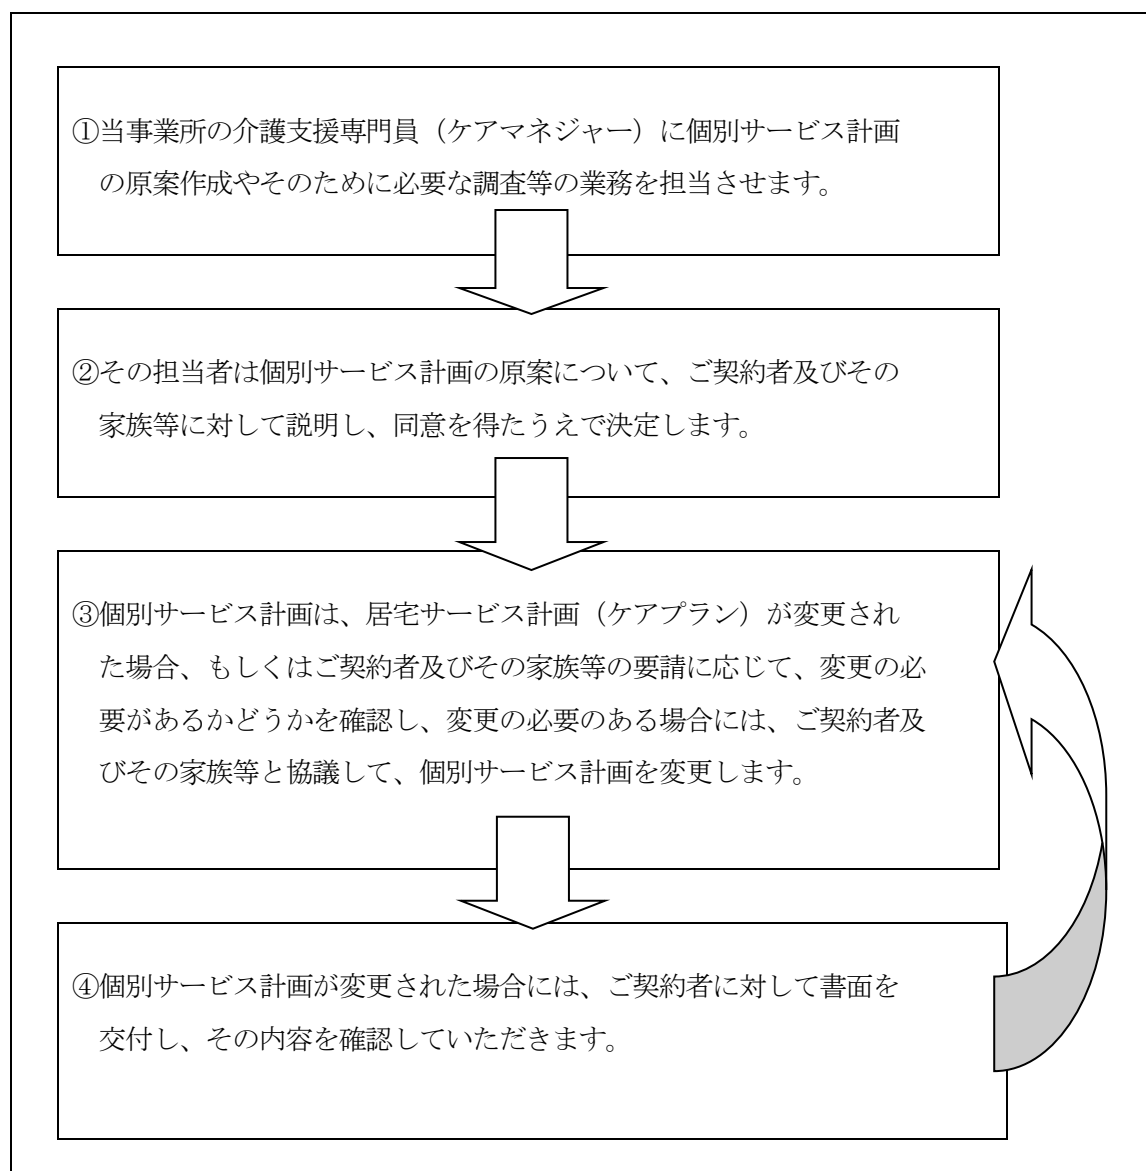 ①当事業所の介護支援専門員（ケアマネジャー）に個別サービス計画
の原案作成やそのために必要な調査等の業務を担当させます。
②その担当者は個別サービス計画の原案について、ご契約者及びその
家族等に対して説明し、同意を得たうえで決定します。
③個別サービス計画は、居宅サービス計画（ケアプラン）が変更され
た場合、もしくはご契約者及びその家族等の要請に応じて、変更の必
要があるかどうかを確認し、変更の必要のある場合には、ご契約者及
びその家族等と協議して、個別サービス計画を変更します。
④個別サービス計画が変更された場合には、ご契約者に対して書面を
交付し、その内容を確認していただきます。